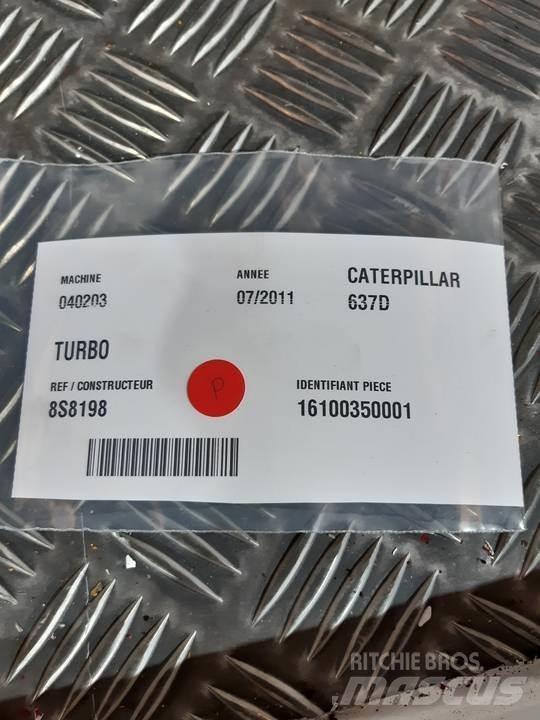 MACHINE ANNEE CATERPILLAR
040203 07/2011 637D
TURBO
REF / CONSTRUCTEUR P IDENTIFIANT PIECE
8S8198 16100350001
RITCHIE BROS.
MASCUS